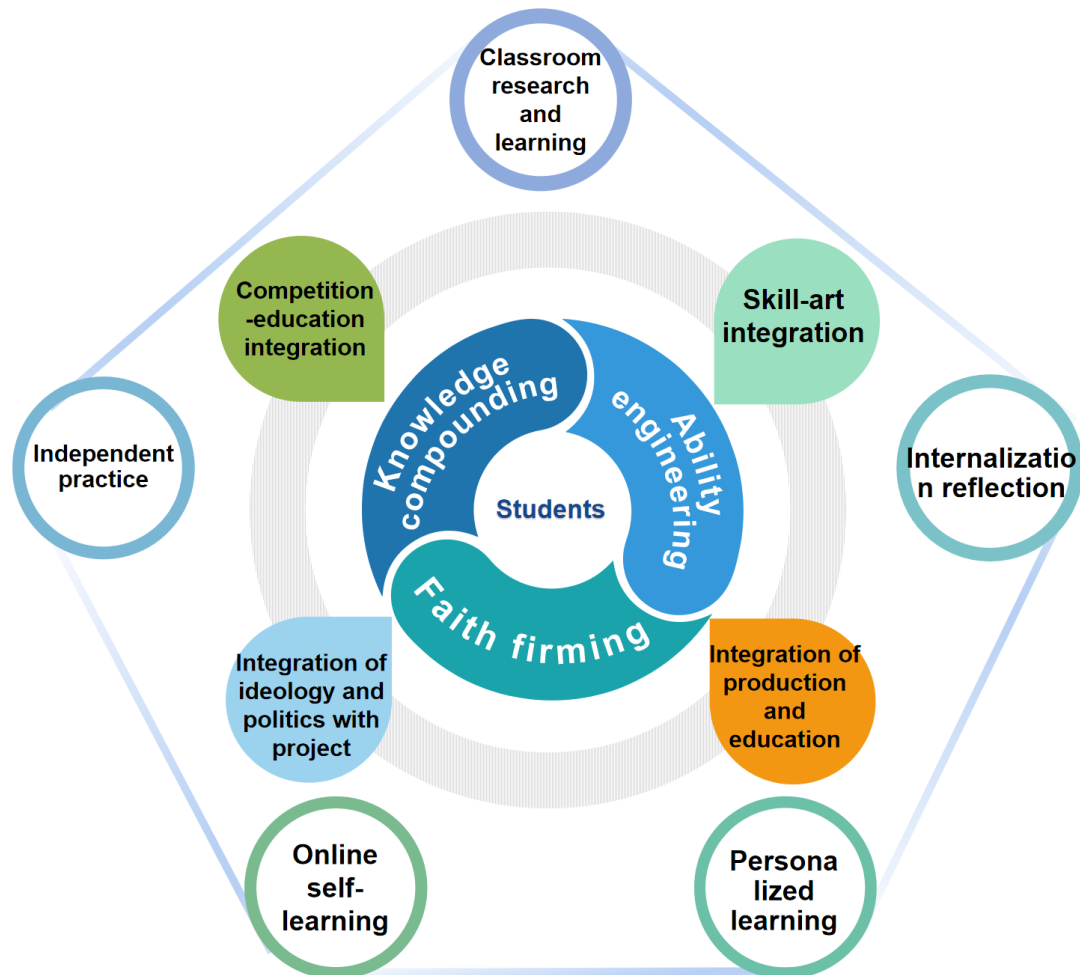 Classroom
research
and
learning
Competition
-education
integration
Skill-art
integration
Knowledge
compounding
Ability
engineering
Independent
practice
Students
Internalizatio
n reflection
Faith firming
Integration of
ideology and
politics with
project
Integration of
production
and
education
Online
self-
learning
Persona
lized
learning